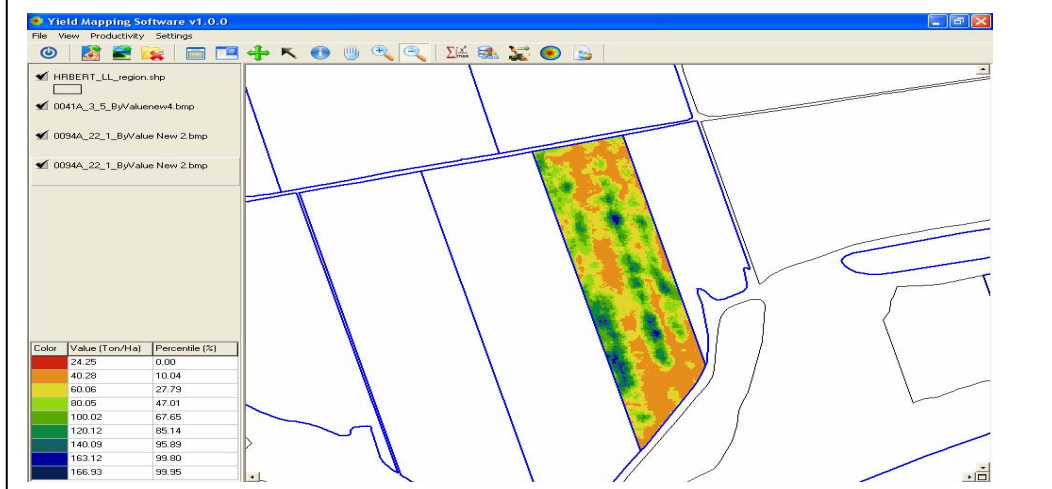 Yield Mapping Software v1.0.0
File View Productivity Settings
HRBERT_LL_region.shp
0041A_3_5_ByValuenew4.bmp
0094A_22_1_ByValue New 2.bmp
0094A_22_1_ByValue New 2.bmp
Color Value (Ton/Ha) Percentile (%)
24.25 0.00
40.28 10.04
60.06 27.79
80.05 47.01
100.02 67.65
120.12 85.14
140.09 95.89
163.12 99.80
166.93 99.95